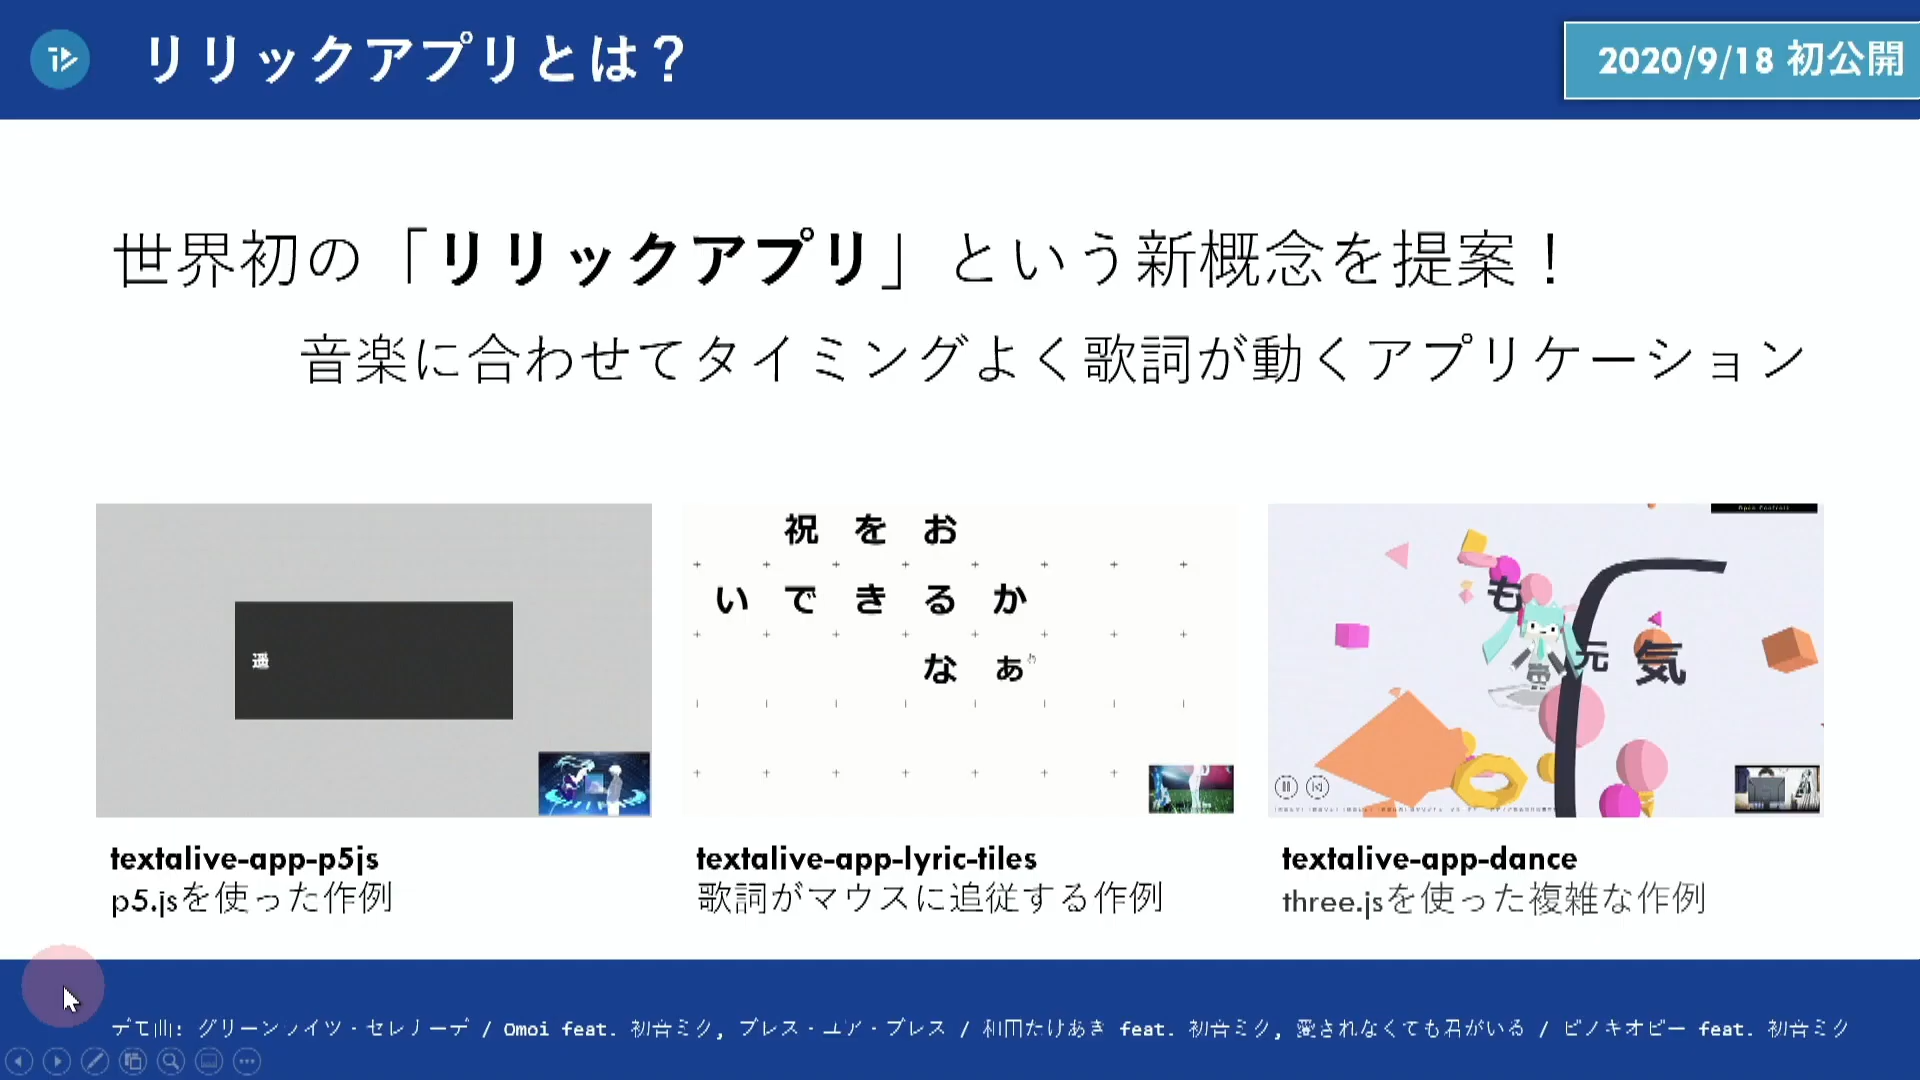 リリックアプリとは？
2020/9/18 初公開
世界初の「リリックアプリ」という新概念を提案！
音楽に合わせてタイミングよく歌詞が動くアプリケーション
祝をお
いできるか
なぁ
も
元気
Open Controls
textalive-app-p5js
p5.jsを使った作例
textalive-app-lyric-tiles
歌詞がマウスに追従する作例
textalive-app-dance
three.jsを使った複雑な作例
デモ曲: グリーンライツ・セレナーデ / Omoi feat. 初音ミク, ブレス・ユア・ブレス / 和田たけあき feat. 初音ミク, 愛されなくても君がいる / ピノキオピー feat. 初音ミク